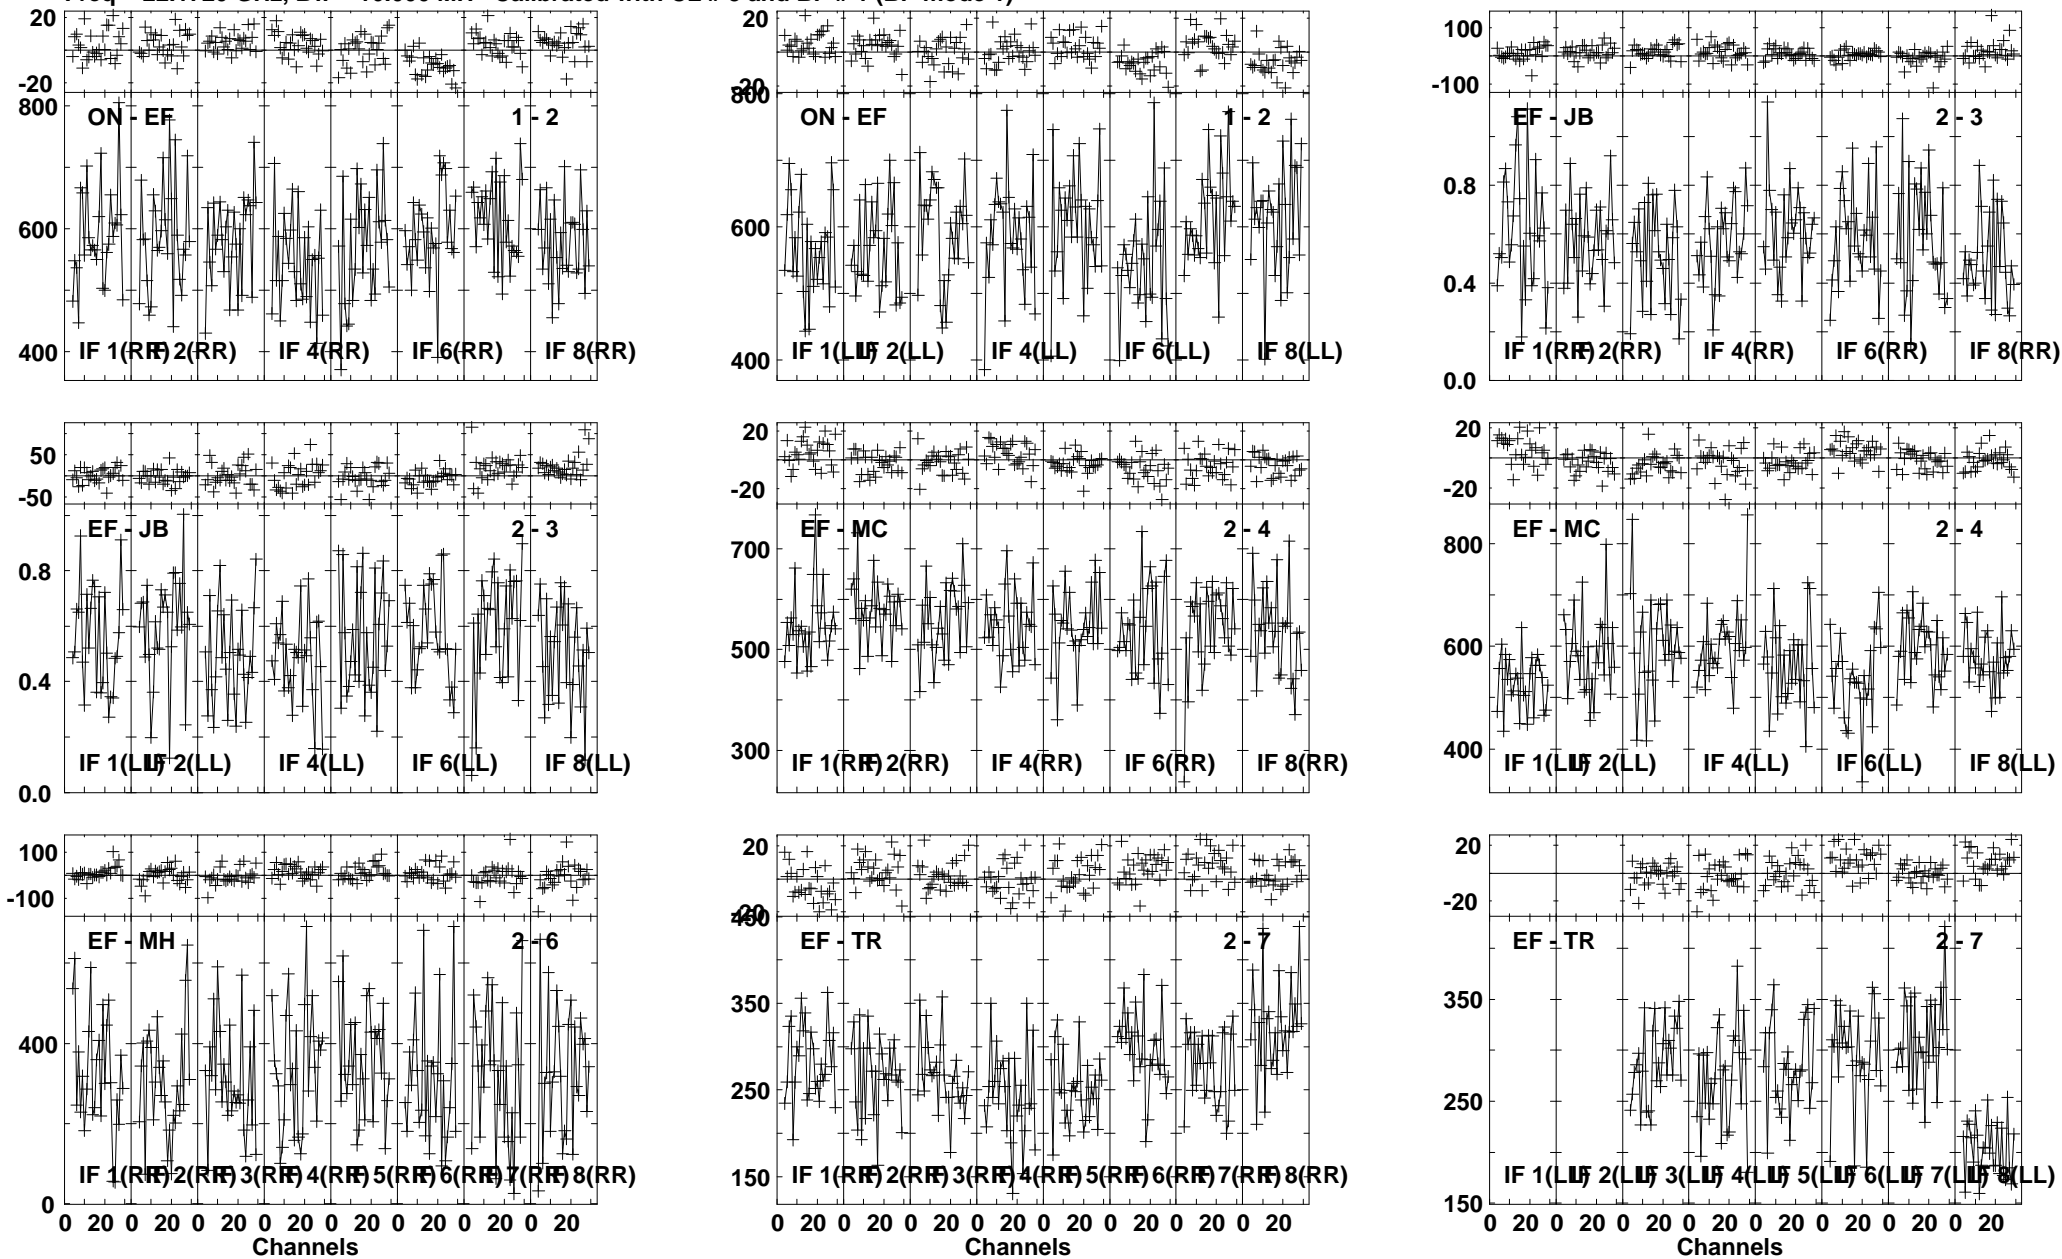 Calibrated with and
20
-20
800
600
400
ON - EF 1 - 2
IF 1(RR) IF 2(RR) IF 4(RR) IF 6(RR) IF 8(RR)
20
-20
800
600
400
ON - EF 1 - 2
IF 1(LL) IF 2(LL) IF 4(LL) IF 6(LL) IF 8(LL)
100
-100
0.8
0.4
0.0
EF - JB 2 - 3
IF 1(RR) IF 2(RR) IF 4(RR) IF 6(RR) IF 8(RR)
50
-50
0.8
0.4
0.0
EF - JB 2 - 3
IF 1(LL) IF 2(LL) IF 4(LL) IF 6(LL) IF 8(LL)
20
-20
700
500
300
EF - MC 2 - 4
IF 1(RR) IF 2(RR) IF 4(RR) IF 6(RR) IF 8(RR)
20
-20
800
600
400
EF - MC 2 - 4
IF 1(LL) IF 2(LL) IF 4(LL) IF 6(LL) IF 8(LL)
100
-100
400
0
EF - MH 2 - 6
IF 1(RR) IF 2(RR) IF 3(RR) IF 4(RR) IF 5(RR) IF 6(RR) IF 7(RR) IF 8(RR)
0 20 0 20 0 20 0 20 0 20 0 20 0 20 0 20
Channels
20
-20
450
350
250
150
EF - TR 2 - 7
IF 1(RR) IF 2(RR) IF 3(RR) IF 4(RR) IF 5(RR) IF 6(RR) IF 7(RR) IF 8(RR)
0 20 0 20 0 20 0 20 0 20 0 20 0 20 0 20
Channels
20
-20
350
250
150
EF - TR 2 - 7
IF 1(LL) IF 2(LL) IF 3(LL) IF 4(LL) IF 5(LL) IF 6(LL) IF 7(LL) IF 8(LL)
0 20 0 20 0 20 0 20 0 20 0 20 0 20 0 20
Channels